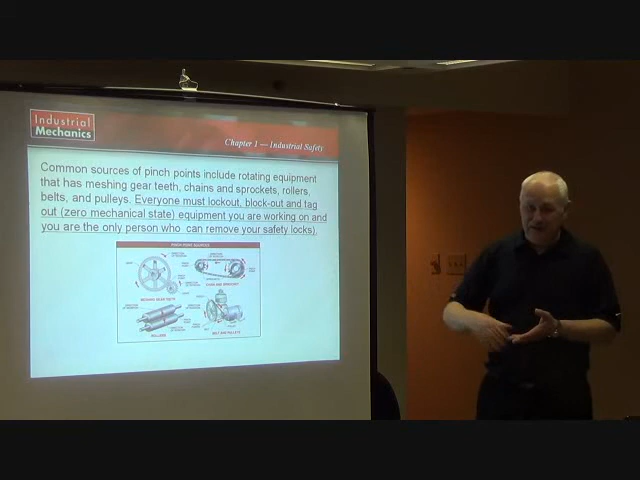 Industrial
Mechanics
Chapter 1 — Industrial Safety
Common sources of pinch points include rotating equipment
that has meshing gear teeth, chains and sprockets, rollers,
belts, and pulleys. Everyone must lockout, block-out and tag
out (zero mechanical state) equipment you are working on and
you are the only person who can remove your safety locks).
PINCH POINT SOURCES
MESHING GEAR TEETH
CHAIN AND SPROCKET
ROLLERS
BELT AND PULLEY